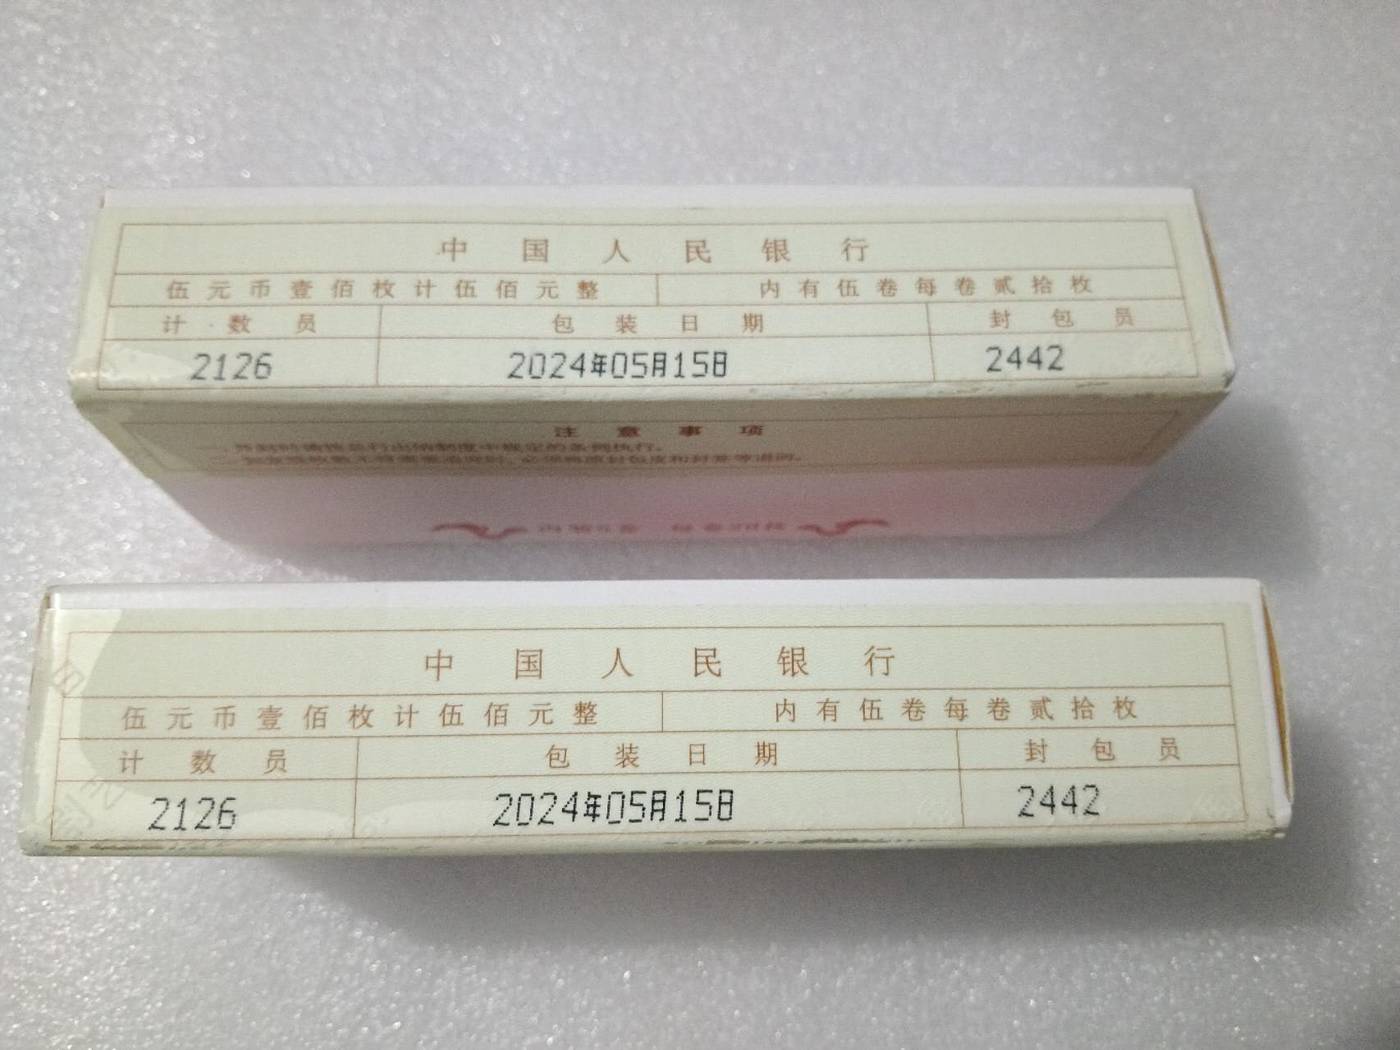 中国人民银行
伍元币壹佰枚计伍佰元整 内有伍卷每卷贰拾枚
计数员 包装日期 封包员
2126 2024年05月15日 2442
注意事项
中国人民银行
伍元币壹佰枚计伍佰元整 内有伍卷每卷贰拾枚
计数员 包装日期 封包员
2126 2024年05月15日 2442